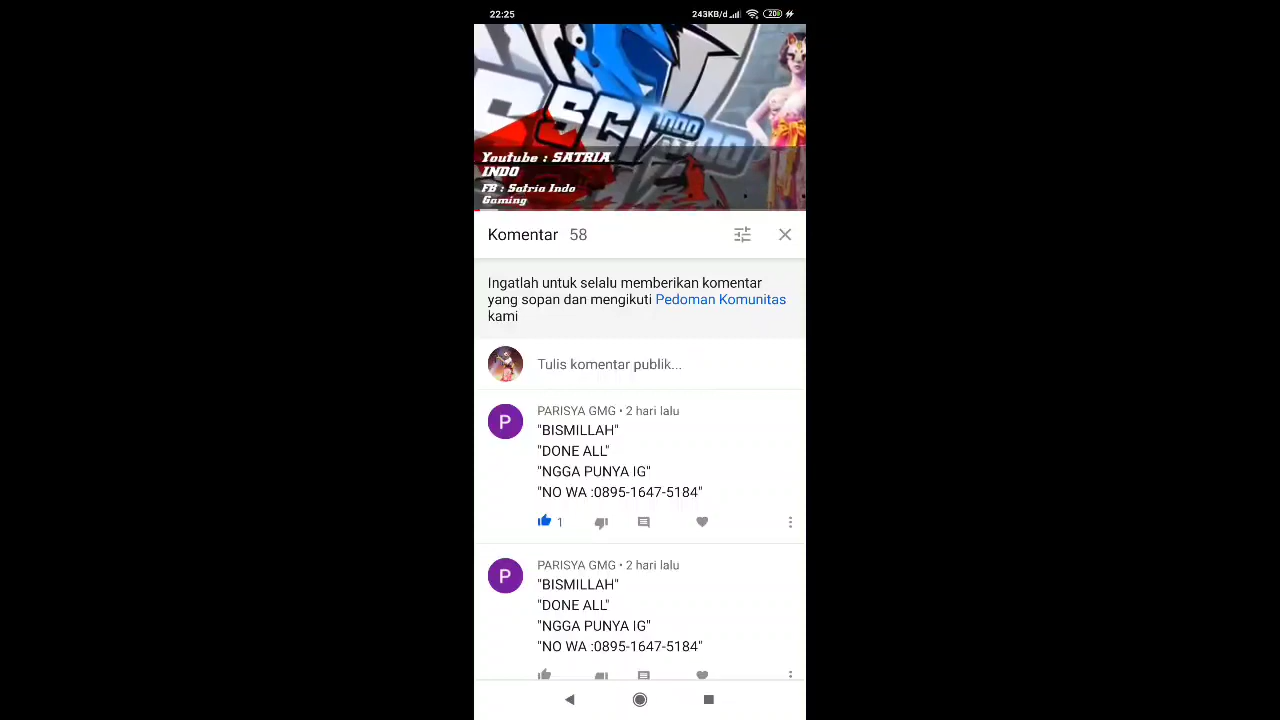 22:25
243KB/d
20
SCI INDO
Youtube : SATRIA
INDO
FB : Satria Indo
Gaming
Komentar 58
Ingatlah untuk selalu memberikan komentar
yang sopan dan mengikuti Pedoman Komunitas
kami
Tulis komentar publik...
P
PARISYA GMG • 2 hari lalu
"BISMILLAH"
"DONE ALL"
"NGGA PUNYA IG"
"NO WA :0895-1647-5184"
1
P
PARISYA GMG • 2 hari lalu
"BISMILLAH"
"DONE ALL"
"NGGA PUNYA IG"
"NO WA :0895-1647-5184"